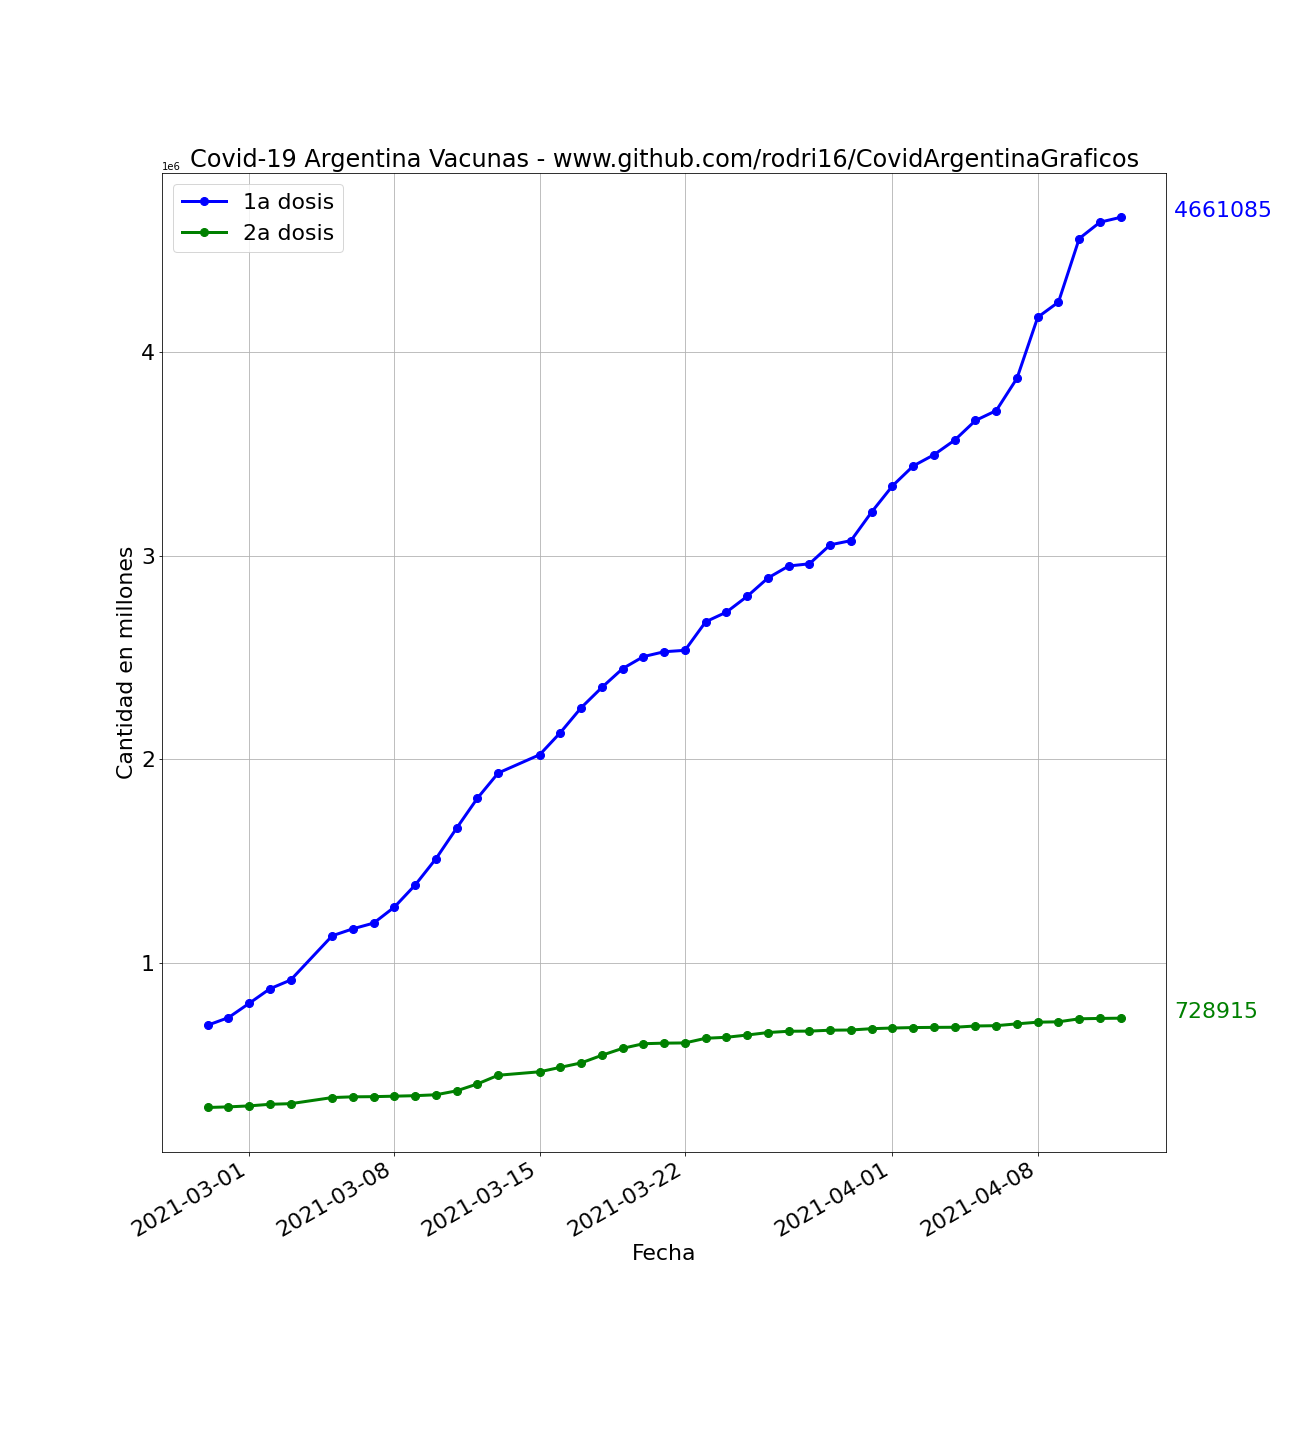 Covid-19 Argentina Vacunas - www.github.com/rodri16/CovidArgentinaGraficos
1e6
1a dosis
2a dosis
4661085
4
3
2
1
728915
Cantidad en millones
2021-03-01
2021-03-08
2021-03-15
2021-03-22
2021-04-01
2021-04-08
Fecha